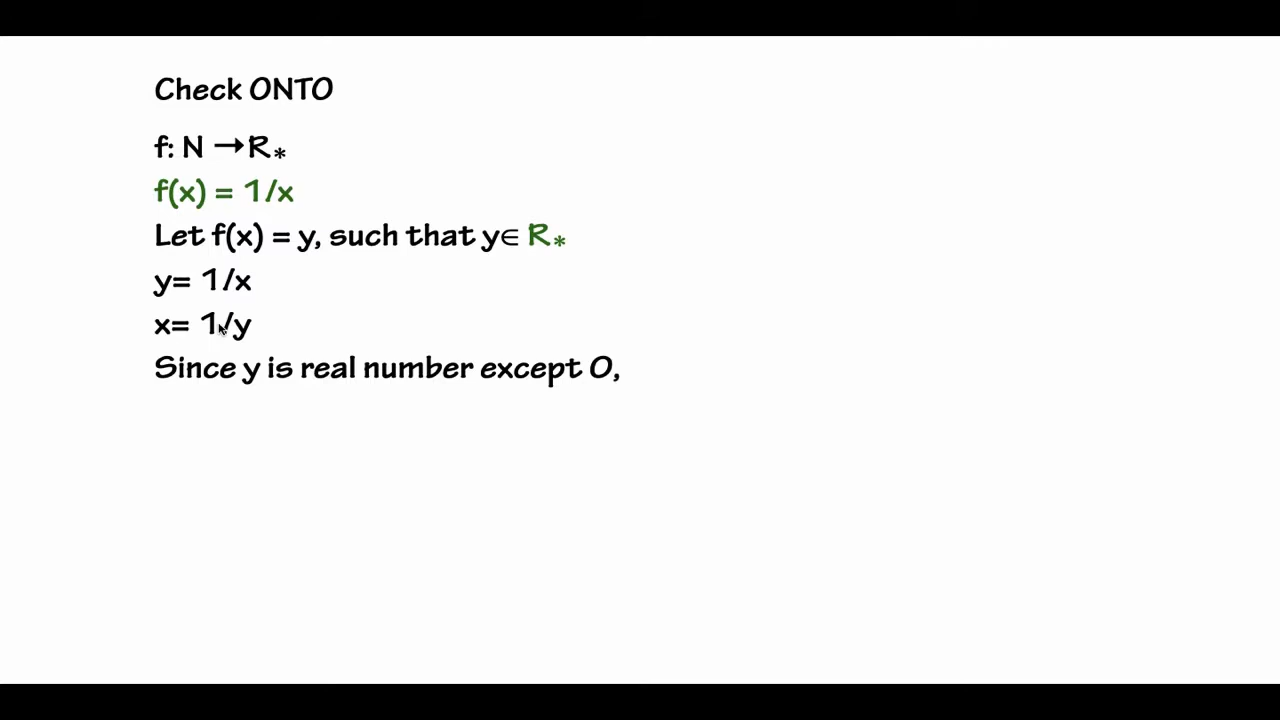 Check ONTO
f: N →R*
f(x) = 1/x
Let f(x) = y, such that y∈ R*
y= 1/x
x= 1/y
Since y is real number except 0,